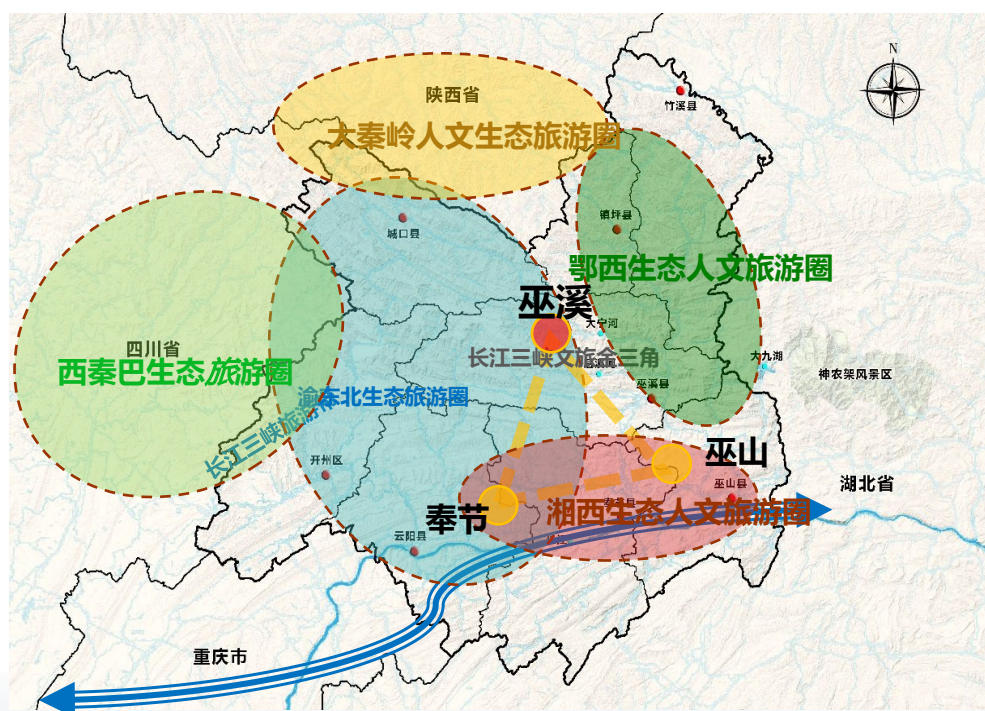 N
陕西省
竹溪县
大秦岭人文生态旅游圈
镇坪县
城口县
鄂西生态人文旅游圈
巫溪
大宁河
四川省
长江三峡文旅金三角
大九湖
西秦巴生态旅游圈
神农架风景区
巫溪县
渝东北生态旅游圈
长江三峡旅游
巫山
开州区
巫山县
湖北省
奉节
湘西生态人文旅游圈
云阳县
重庆市